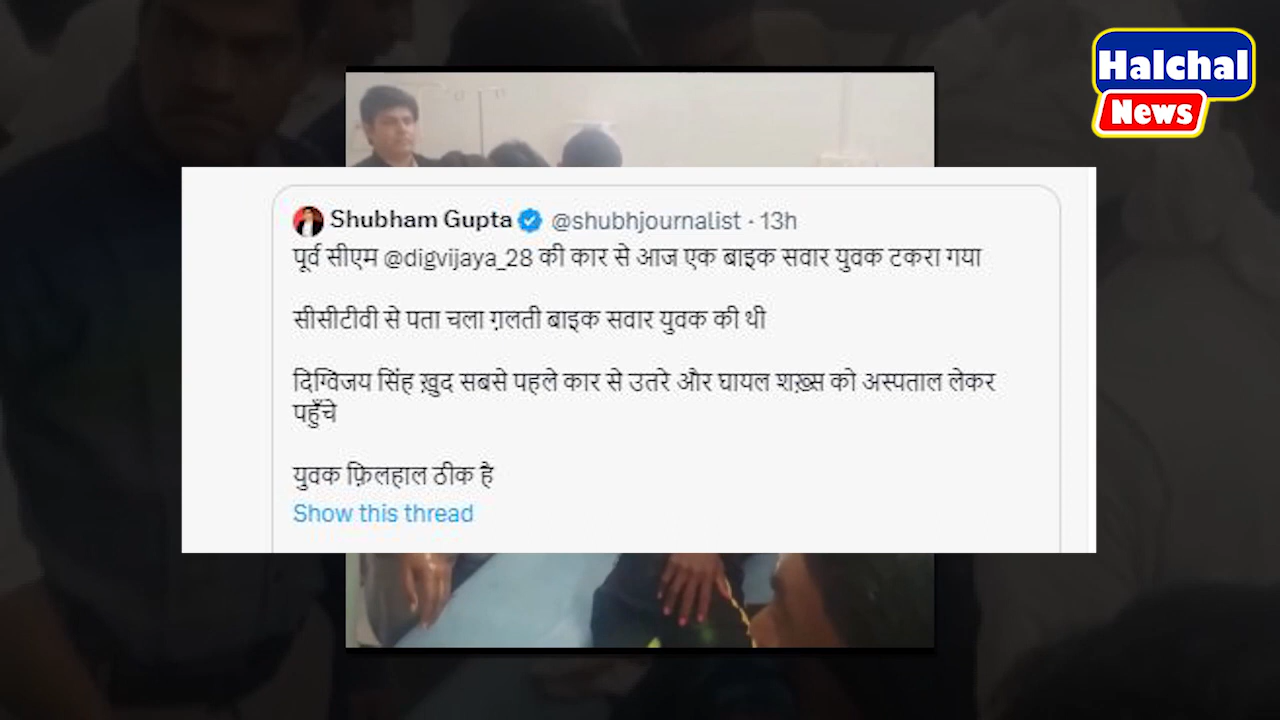 Halchal
News
Shubham Gupta @shubhjournalist · 13h
पूर्व सीएम @digvijaya_28 की कार से आज एक बाइक सवार युवक टकरा गया
सीसीटीवी से पता चला ग़लती बाइक सवार युवक की थी
दिग्विजय सिंह ख़ुद सबसे पहले कार से उतरे और घायल शख़्स को अस्पताल लेकर
पहुँचे
युवक फ़िलहाल ठीक है
Show this thread